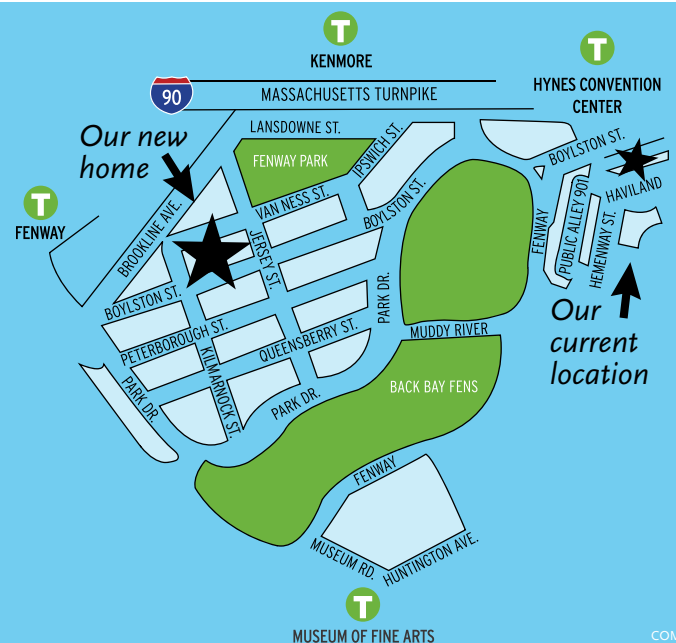 T
KENMORE
T
HYNES CONVENTION
CENTER
90
MASSACHUSETTS TURNPIKE
LANSDOWNE ST.
IPSWICH ST.
BOYLSTON ST.
Our new
home
FENWAY PARK
VAN NESS ST.
BOYLSTON ST.
HAVILAND
T
FENWAY
BROOKLINE AVE.
JERSEY ST.
FENWAY
PUBLIC ALLEY 901
HEMENWAY ST.
BOYLSTON ST.
PARK DR.
Our
current
location
PETERBOROUGH ST.
QUEENSBERRY ST.
MUDDY RIVER
KILMARNOCK ST.
PARK DR.
PARK DR.
BACK BAY FENS
FENWAY
MUSEUM RD.
HUNTINGTON AVE.
T
MUSEUM OF FINE ARTS
COM